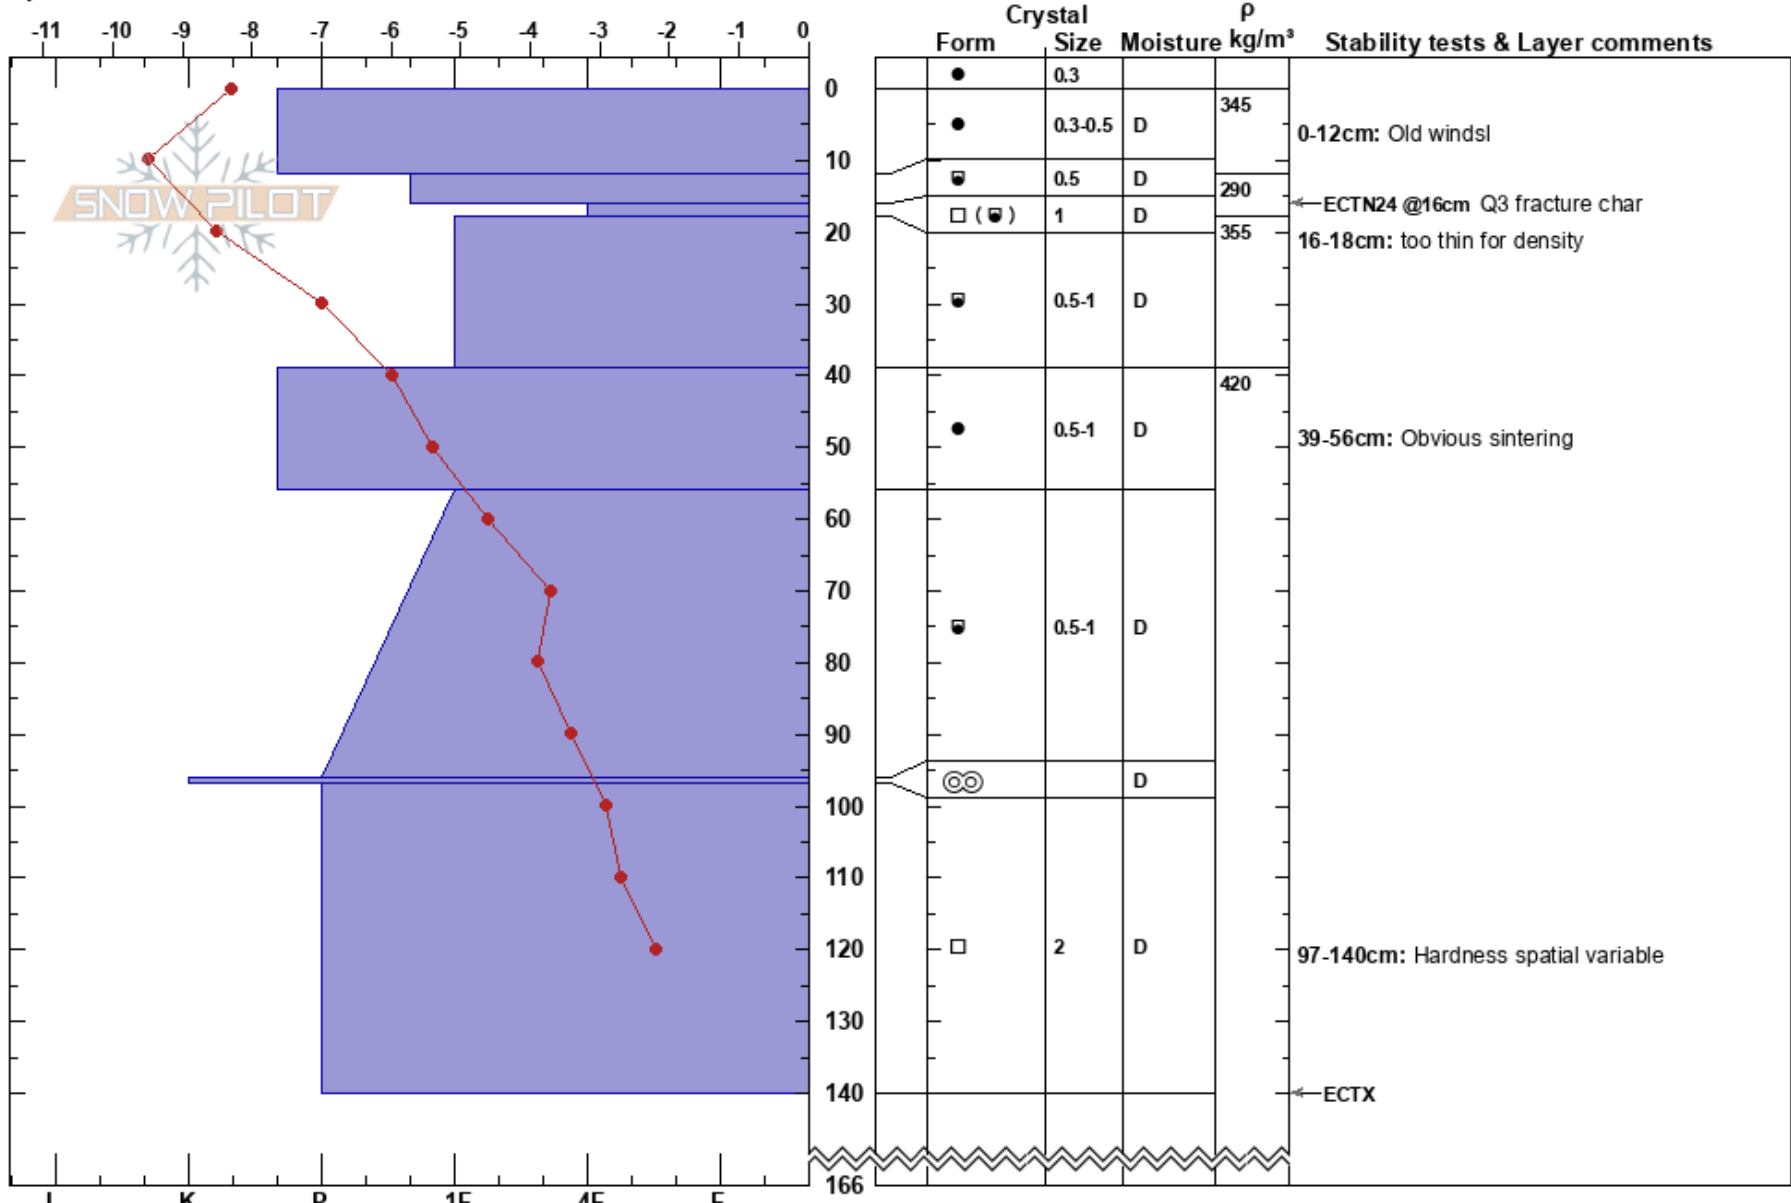 Crystal ρ
-11 -10 -9 -8 -7 -6 -5 -4 -3 -2 -1 0 Form Size Moisture kg/m³ Stability tests & Layer comments
0.3
0 345
0.3-0.5 D 0-12cm: Old windsl
10
0.5 D 290
SNOW PILOT ECTN24 @16cm Q3 fracture char
( ) 1 D
20 355 16-18cm: too thin for density
30 0.5-1 D
40 420
0.5-1 D 39-56cm: Obvious sintering
50
60
70
0.5-1 D
80
90
D
100
110
120 2 D 97-140cm: Hardness spatial variable
130
140 ECTX
166
I K P 1F 4F F